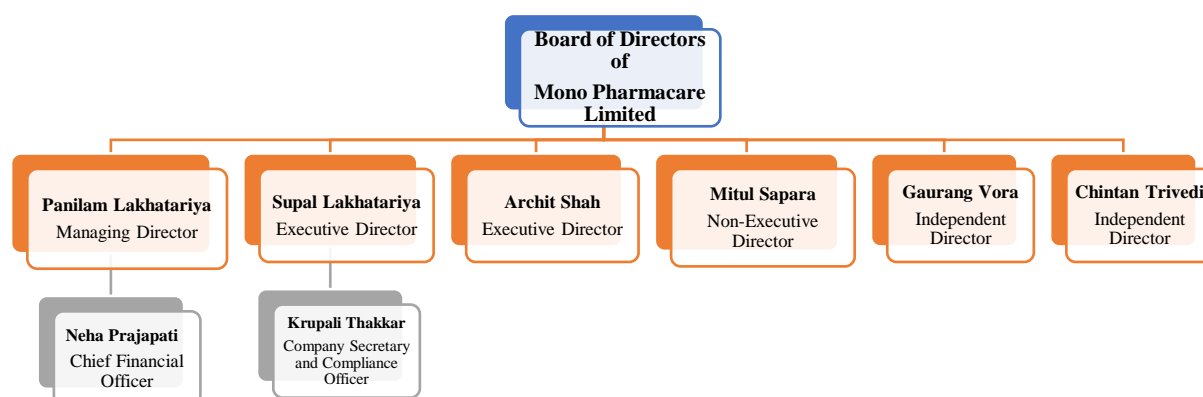 Board of Directors
of
Mono Pharmacare
Limited
Panilam Lakhatariya
Managing Director
Supal Lakhatariya
Executive Director
Archit Shah
Executive Director
Mitul Sapara
Non-Executive
Director
Gaurang Vora
Independent
Director
Chintan Trivedi
Independent
Director
Neha Prajapati
Chief Financial
Officer
Krupali Thakkar
Company Secretary
and Compliance
Officer